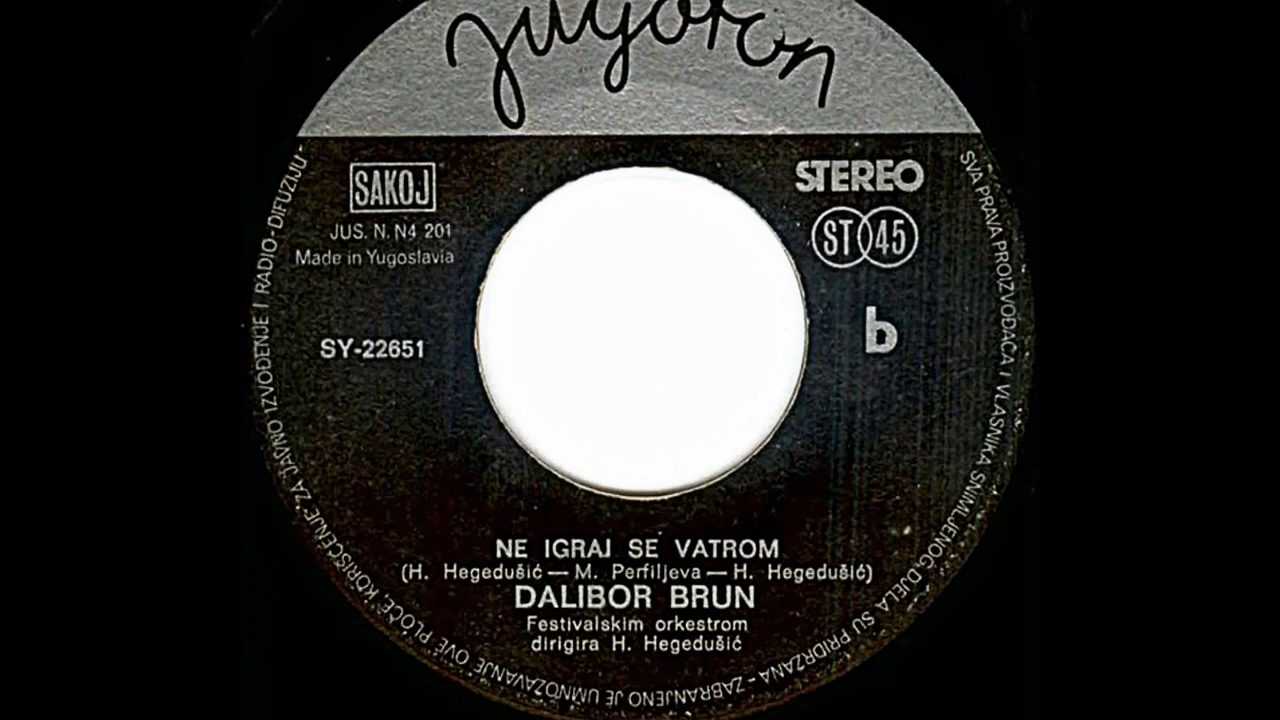 jugoton
SAKOJ
JUS. N. N4 201
Made in Yugoslavia
STEREO
ST 45
b
SY-22651
NE IGRAJ SE VATROM
(H. Hegedušić — M. Perfiljeva — H. Hegedušić)
DALIBOR BRUN
Festivalskim orkestrom
dirigira H. Hegedušić
SVA PRAVA PROIZVOĐAČA I VLASNIKA SNIMLJENOG DJELA SU PRIDRŽANA - ZABRANJENO JE UMNOŽAVANJE OVE PLOČE, KORIŠĆENJE ZA JAVNO IZVOĐENJE I RADIO-DIFUZIJU -